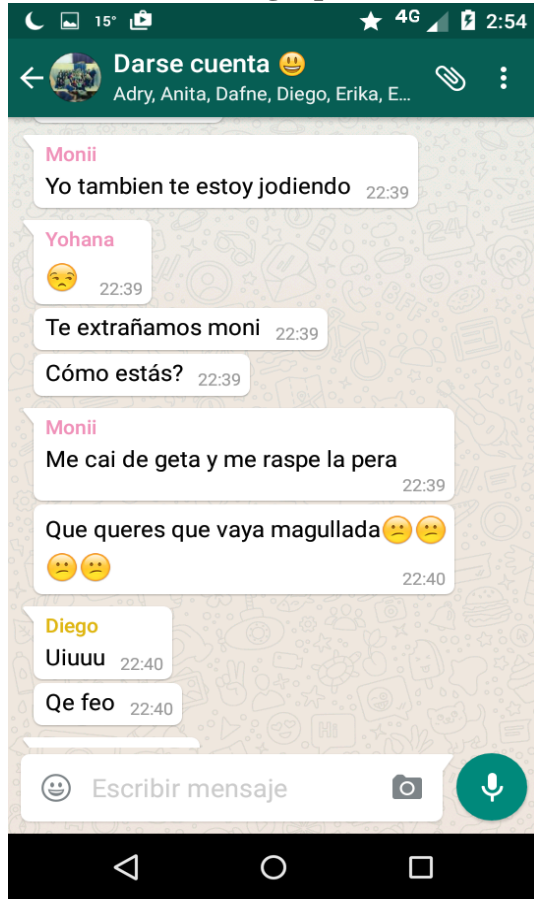 15° 4G 2:54
Darse cuenta 😃
Adry, Anita, Dafne, Diego, Erika, E...
Monii
Yo tambien te estoy jodiendo 22:39
Yohana
😒 22:39
Te extrañamos moni 22:39
Cómo estás? 22:39
Monii
Me cai de geta y me raspe la pera
22:39
Que queres que vaya magullada😕😕
😕😕 22:40
Diego
Uiuuu 22:40
Qe feo 22:40
Escribir mensaje